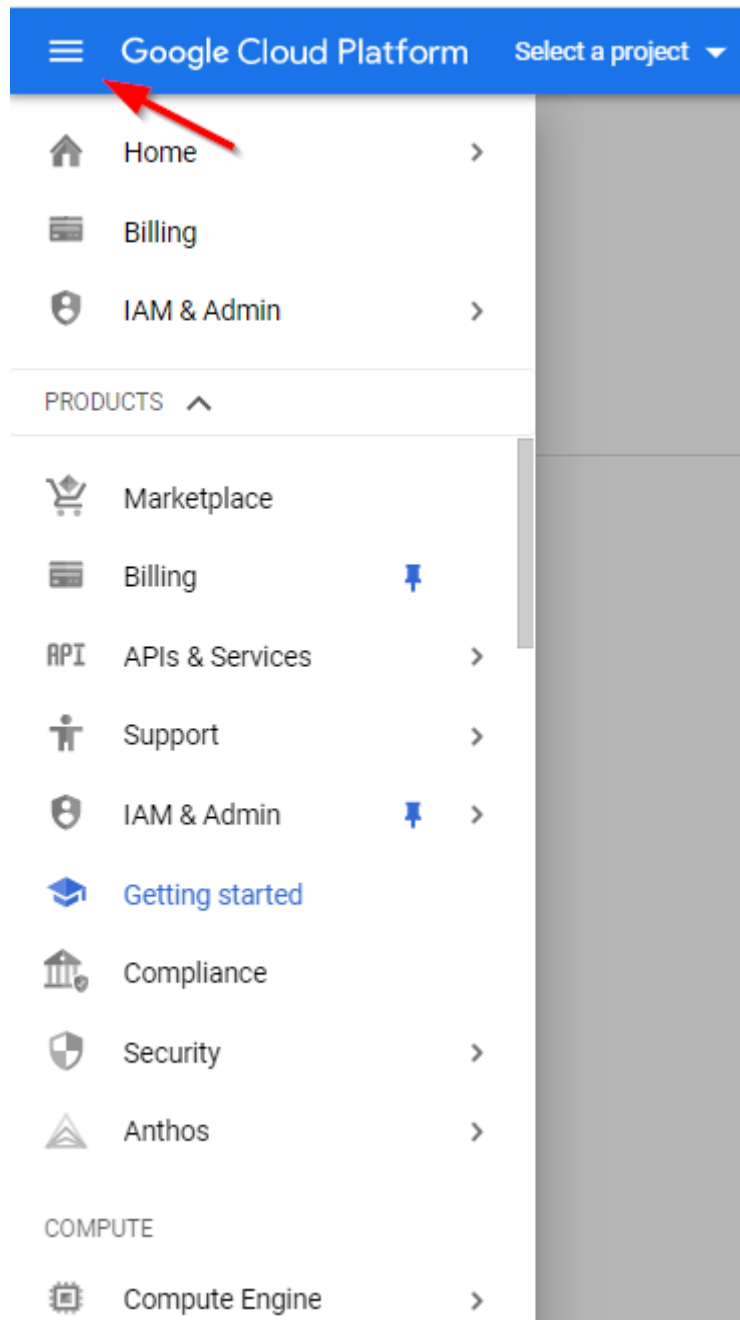 Google Cloud Platform Select a project
Home
Billing
IAM & Admin
PRODUCTS
Marketplace
Billing
API APIs & Services
Support
IAM & Admin
Getting started
Compliance
Security
Anthos
COMPUTE
Compute Engine